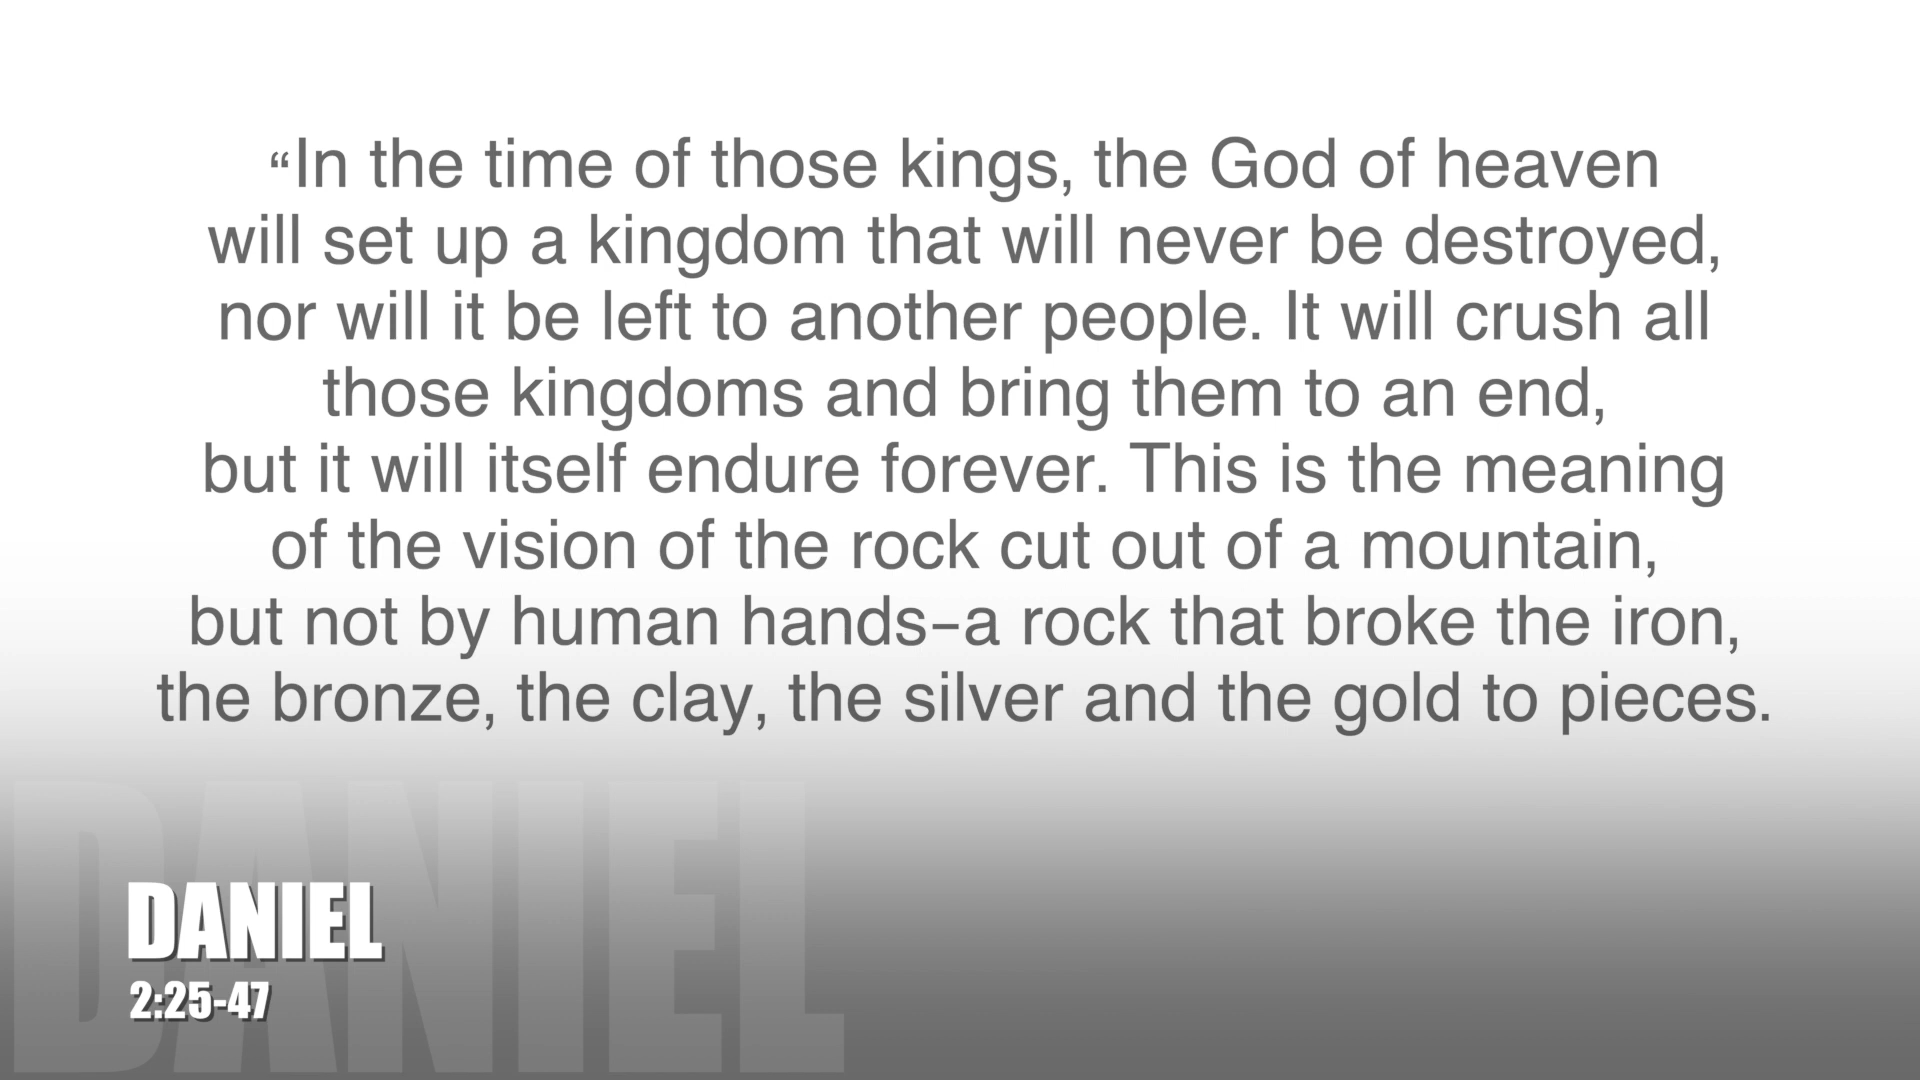 “In the time of those kings, the God of heaven
will set up a kingdom that will never be destroyed,
nor will it be left to another people. It will crush all
those kingdoms and bring them to an end,
but it will itself endure forever. This is the meaning
of the vision of the rock cut out of a mountain,
but not by human hands–a rock that broke the iron,
the bronze, the clay, the silver and the gold to pieces.
DANIEL
DANIEL
2:25-47